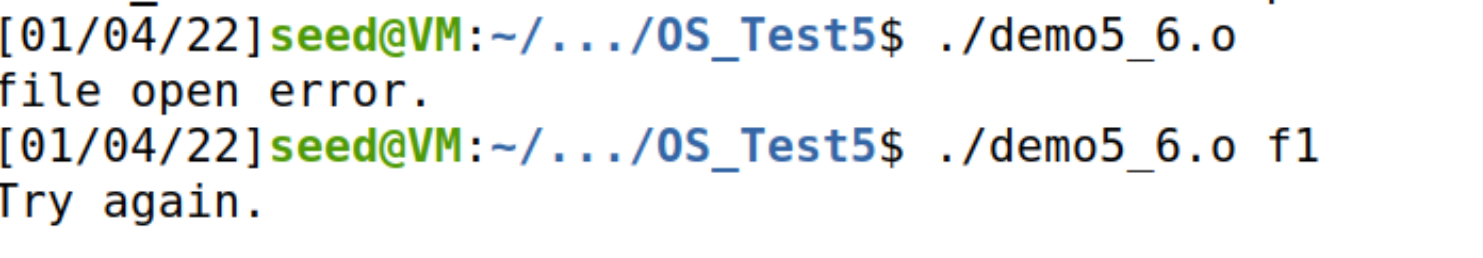 [01/04/22]seed@VM:~/.../OS_Test5$ ./demo5_6.o
file open error.
[01/04/22]seed@VM:~/.../OS_Test5$ ./demo5_6.o f1
Try again.